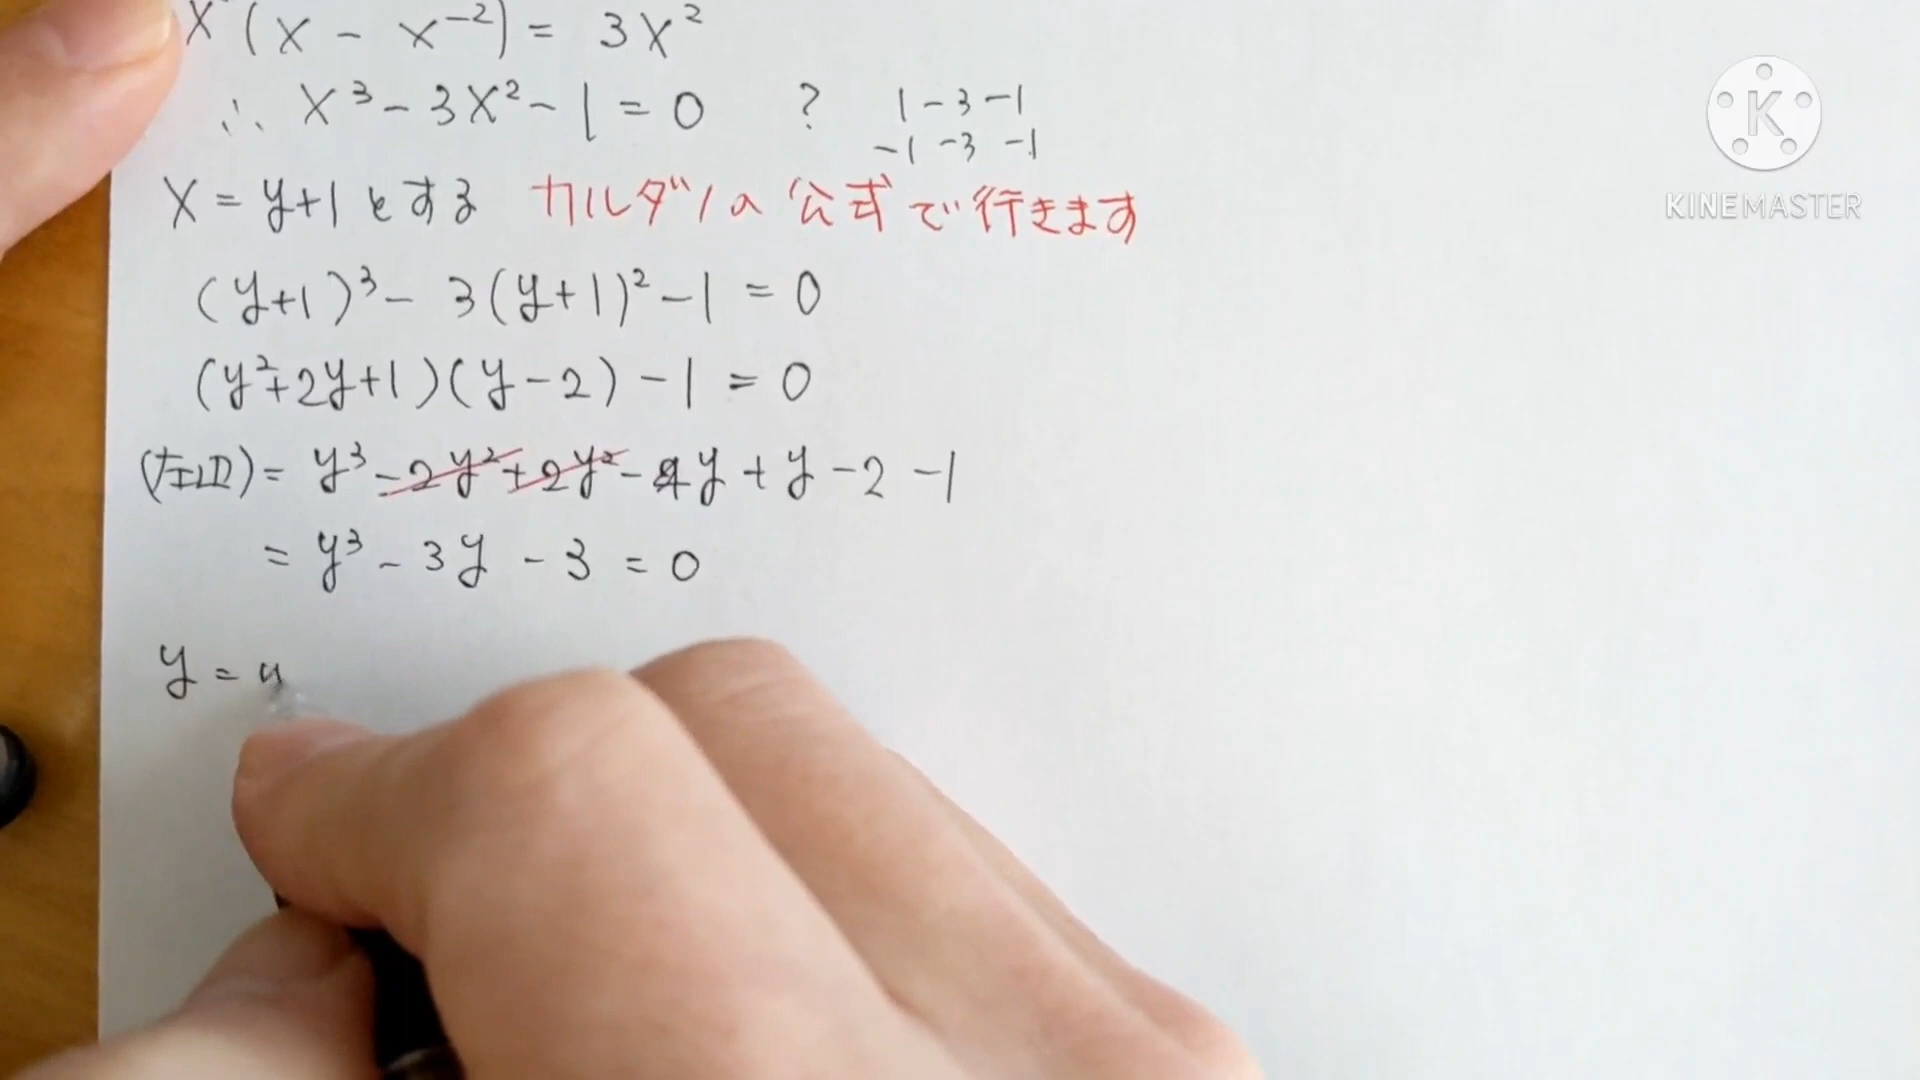 X (x - x⁻²) = 3x²
∴ x³ - 3x² - 1 = 0 ? 1 -3 -1
-1 -3 -1
x = y+1 とする カルダノの公式で行きます
(y+1)³ - 3(y+1)² - 1 = 0
(y²+2y+1)(y-2) - 1 = 0
(左辺) = y³ - 2y² + 2y² - 4y + y - 2 - 1
= y³ - 3y - 3 = 0
y = u
K
KINEMASTER